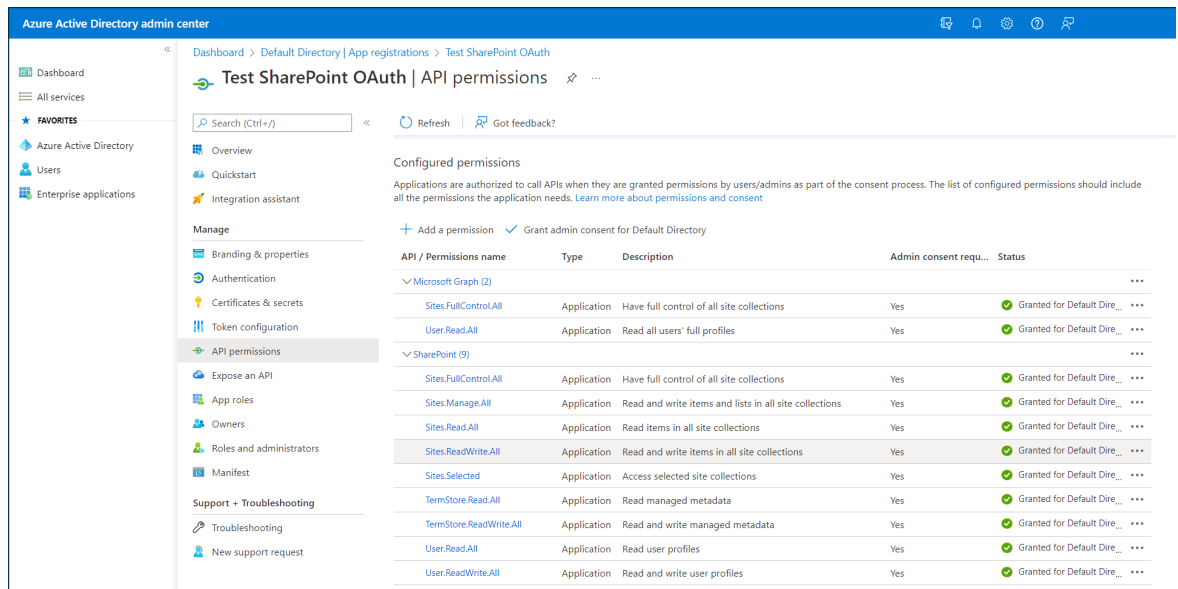 Azure Active Directory admin center
«
Dashboard
All services
FAVORITES
Azure Active Directory
Users
Enterprise applications
Dashboard > Default Directory | App registrations > Test SharePoint OAuth
Test SharePoint OAuth | API permissions
Search (Ctrl+/)
«
Overview
Quickstart
Integration assistant
Manage
Branding & properties
Authentication
Certificates & secrets
Token configuration
API permissions
Expose an API
App roles
Owners
Roles and administrators
Manifest
Support + Troubleshooting
Troubleshooting
New support request
Refresh Got feedback?
Configured permissions
Applications are authorized to call APIs when they are granted permissions by users/admins as part of the consent process. The list of configured permissions should include
all the permissions the application needs. Learn more about permissions and consent
Add a permission Grant admin consent for Default Directory
API / Permissions name Type Description Admin consent requ... Status
Microsoft Graph (2)
Sites.FullControl.All Application Have full control of all site collections Yes Granted for Default Dire...
User.Read.All Application Read all users' full profiles Yes Granted for Default Dire...
SharePoint (9)
Sites.FullControl.All Application Have full control of all site collections Yes Granted for Default Dire...
Sites.Manage.All Application Read and write items and lists in all site collections Yes Granted for Default Dire...
Sites.Read.All Application Read items in all site collections Yes Granted for Default Dire...
Sites.ReadWrite.All Application Read and write items in all site collections Yes Granted for Default Dire...
Sites.Selected Application Access selected site collections Yes Granted for Default Dire...
TermStore.Read.All Application Read managed metadata Yes Granted for Default Dire...
TermStore.ReadWrite.All Application Read and write managed metadata Yes Granted for Default Dire...
User.Read.All Application Read user profiles Yes Granted for Default Dire...
User.ReadWrite.All Application Read and write user profiles Yes Granted for Default Dire...